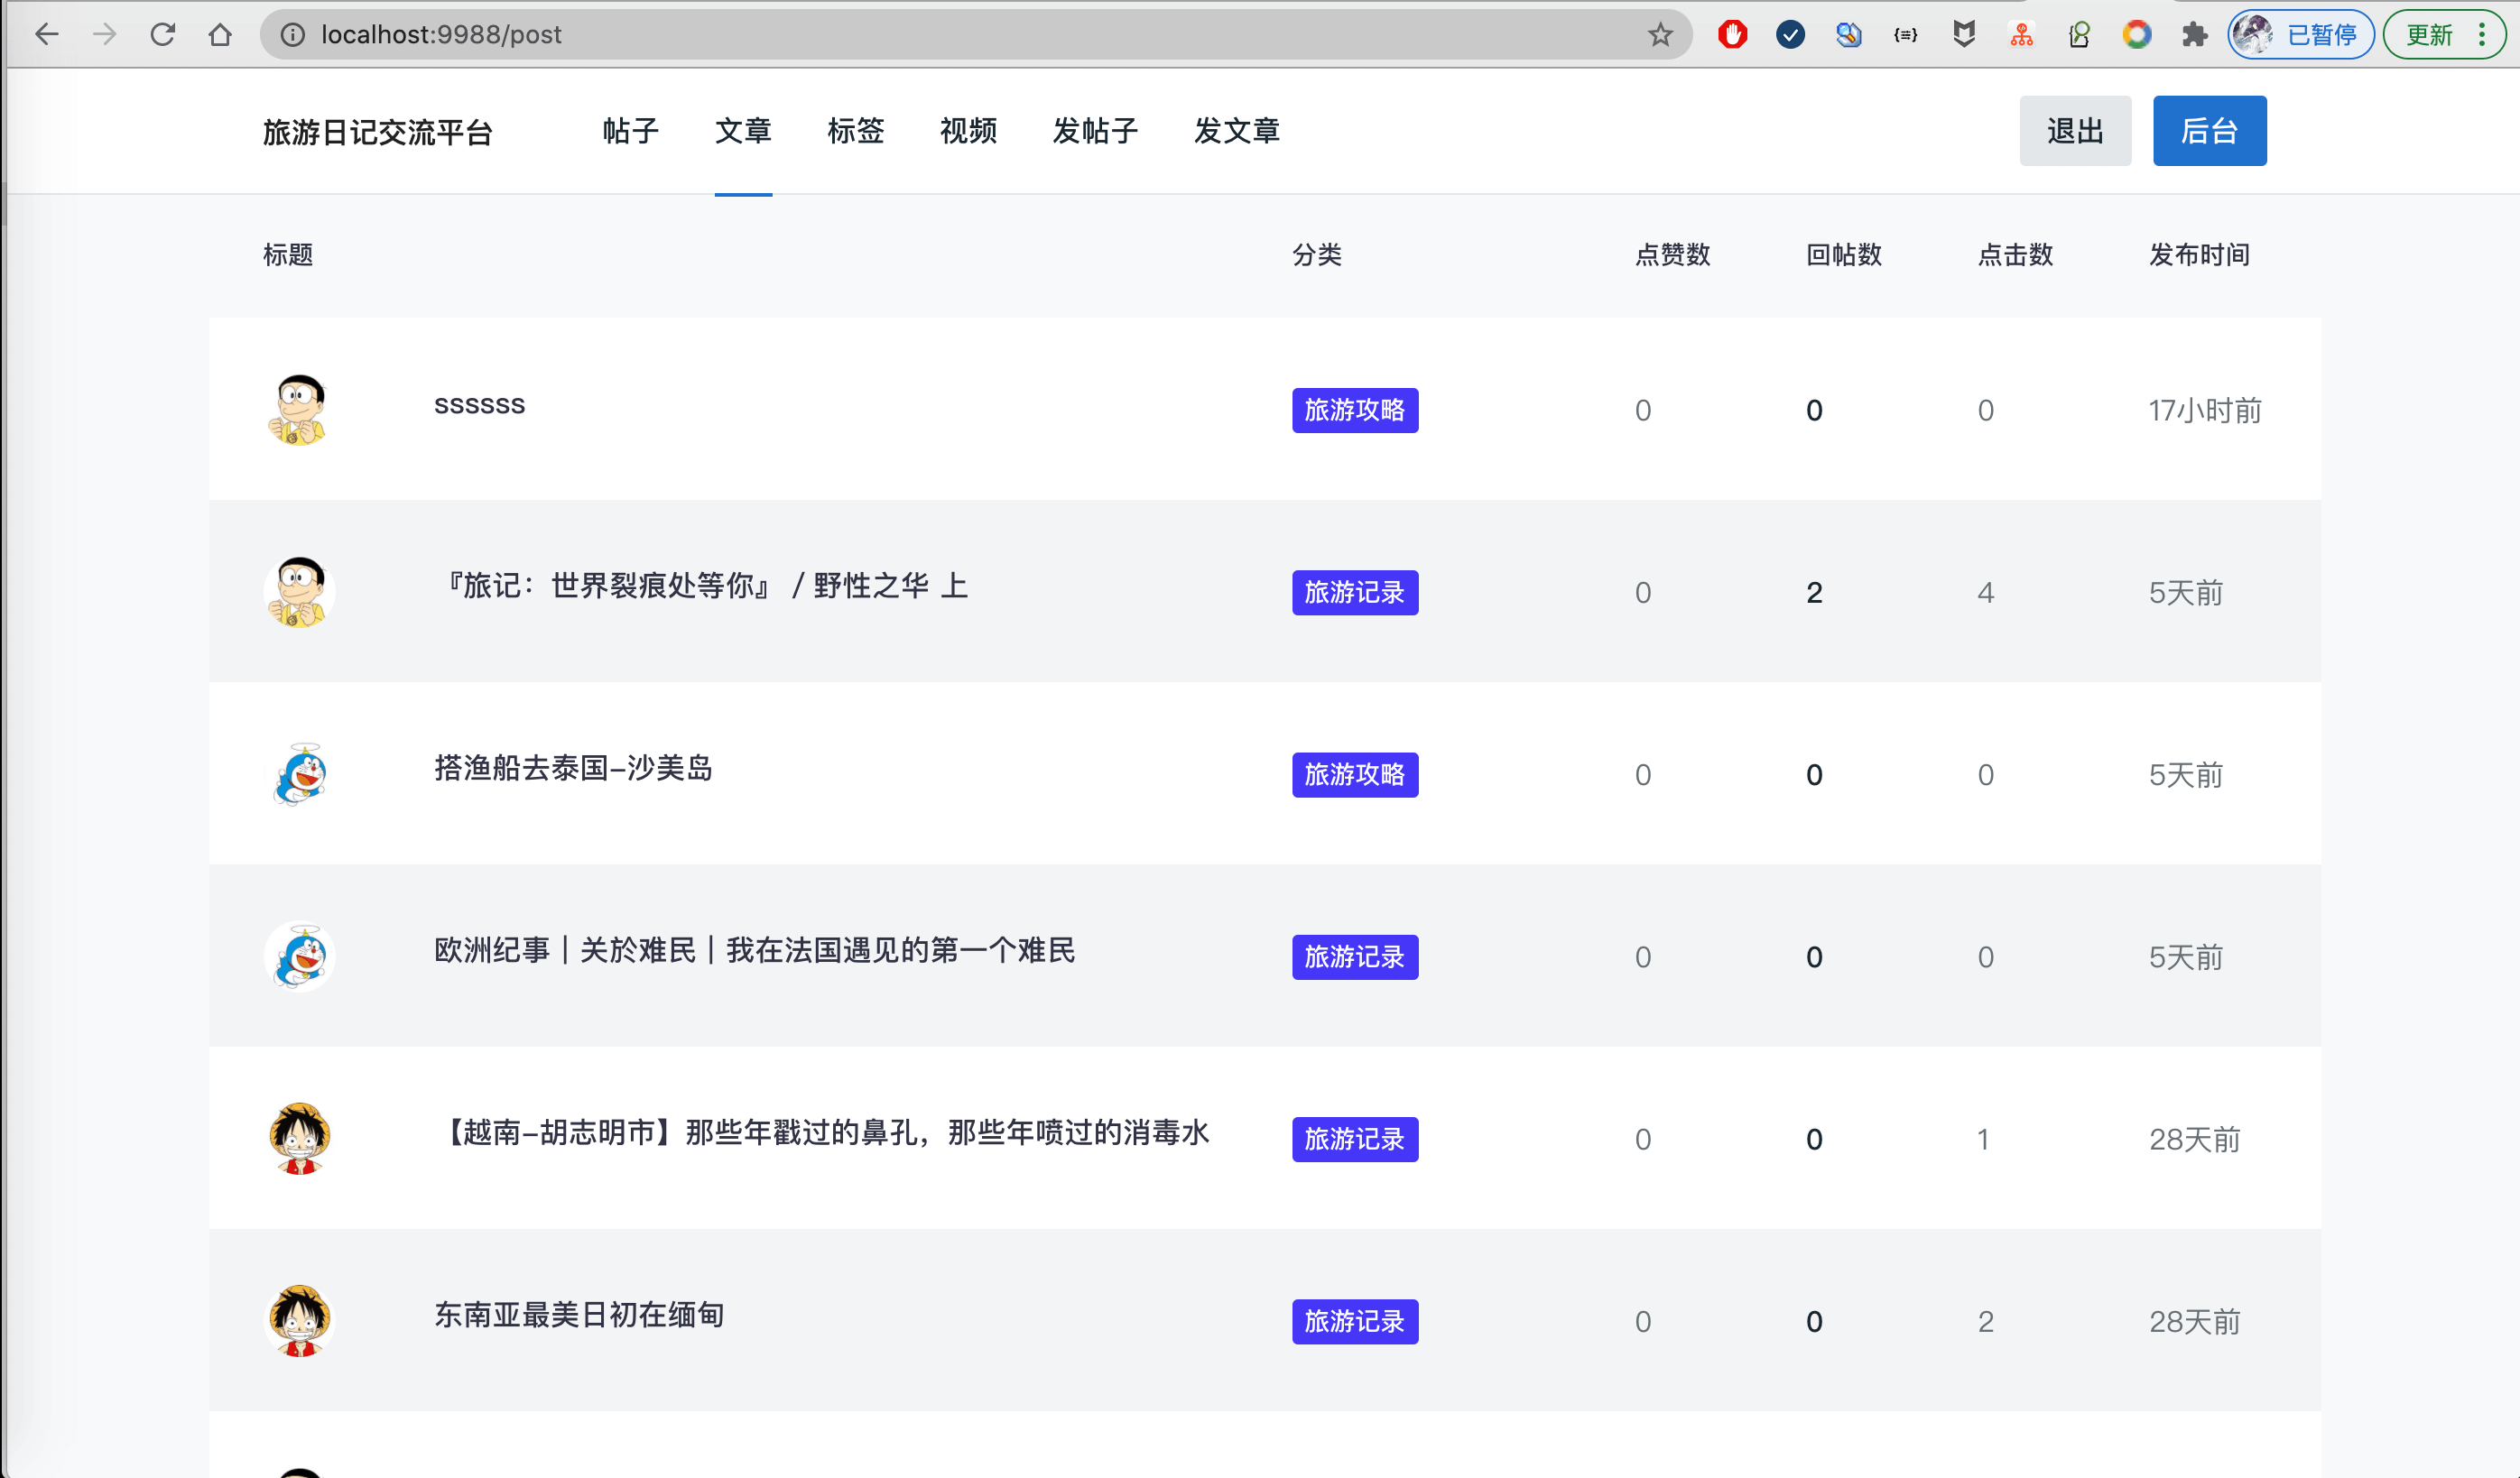 localhost:9988/post
已暂停
更新
旅游日记交流平台 帖子 文章 标签 视频 发帖子 发文章 退出 后台
标题 分类 点赞数 回帖数 点击数 发布时间
ssssss 旅游攻略 0 0 0 17小时前
『旅记：世界裂痕处等你』 / 野性之华 上 旅游记录 0 2 4 5天前
搭渔船去泰国-沙美岛 旅游攻略 0 0 0 5天前
欧洲纪事｜关於难民｜我在法国遇见的第一个难民 旅游记录 0 0 0 5天前
【越南-胡志明市】那些年戳过的鼻孔，那些年喷过的消毒水 旅游记录 0 0 1 28天前
东南亚最美日初在缅甸 旅游记录 0 0 2 28天前